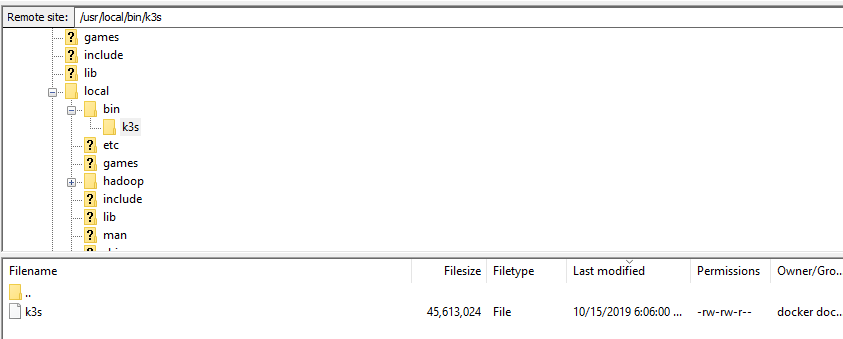 Remote site: /usr/local/bin/k3s
games
include
lib
local
bin
k3s
etc
games
hadoop
include
lib
man
Filename Filesize Filetype Last modified Permissions Owner/Gro...
..
k3s 45,613,024 File 10/15/2019 6:06:00 ... -rw-rw-r-- docker doc...